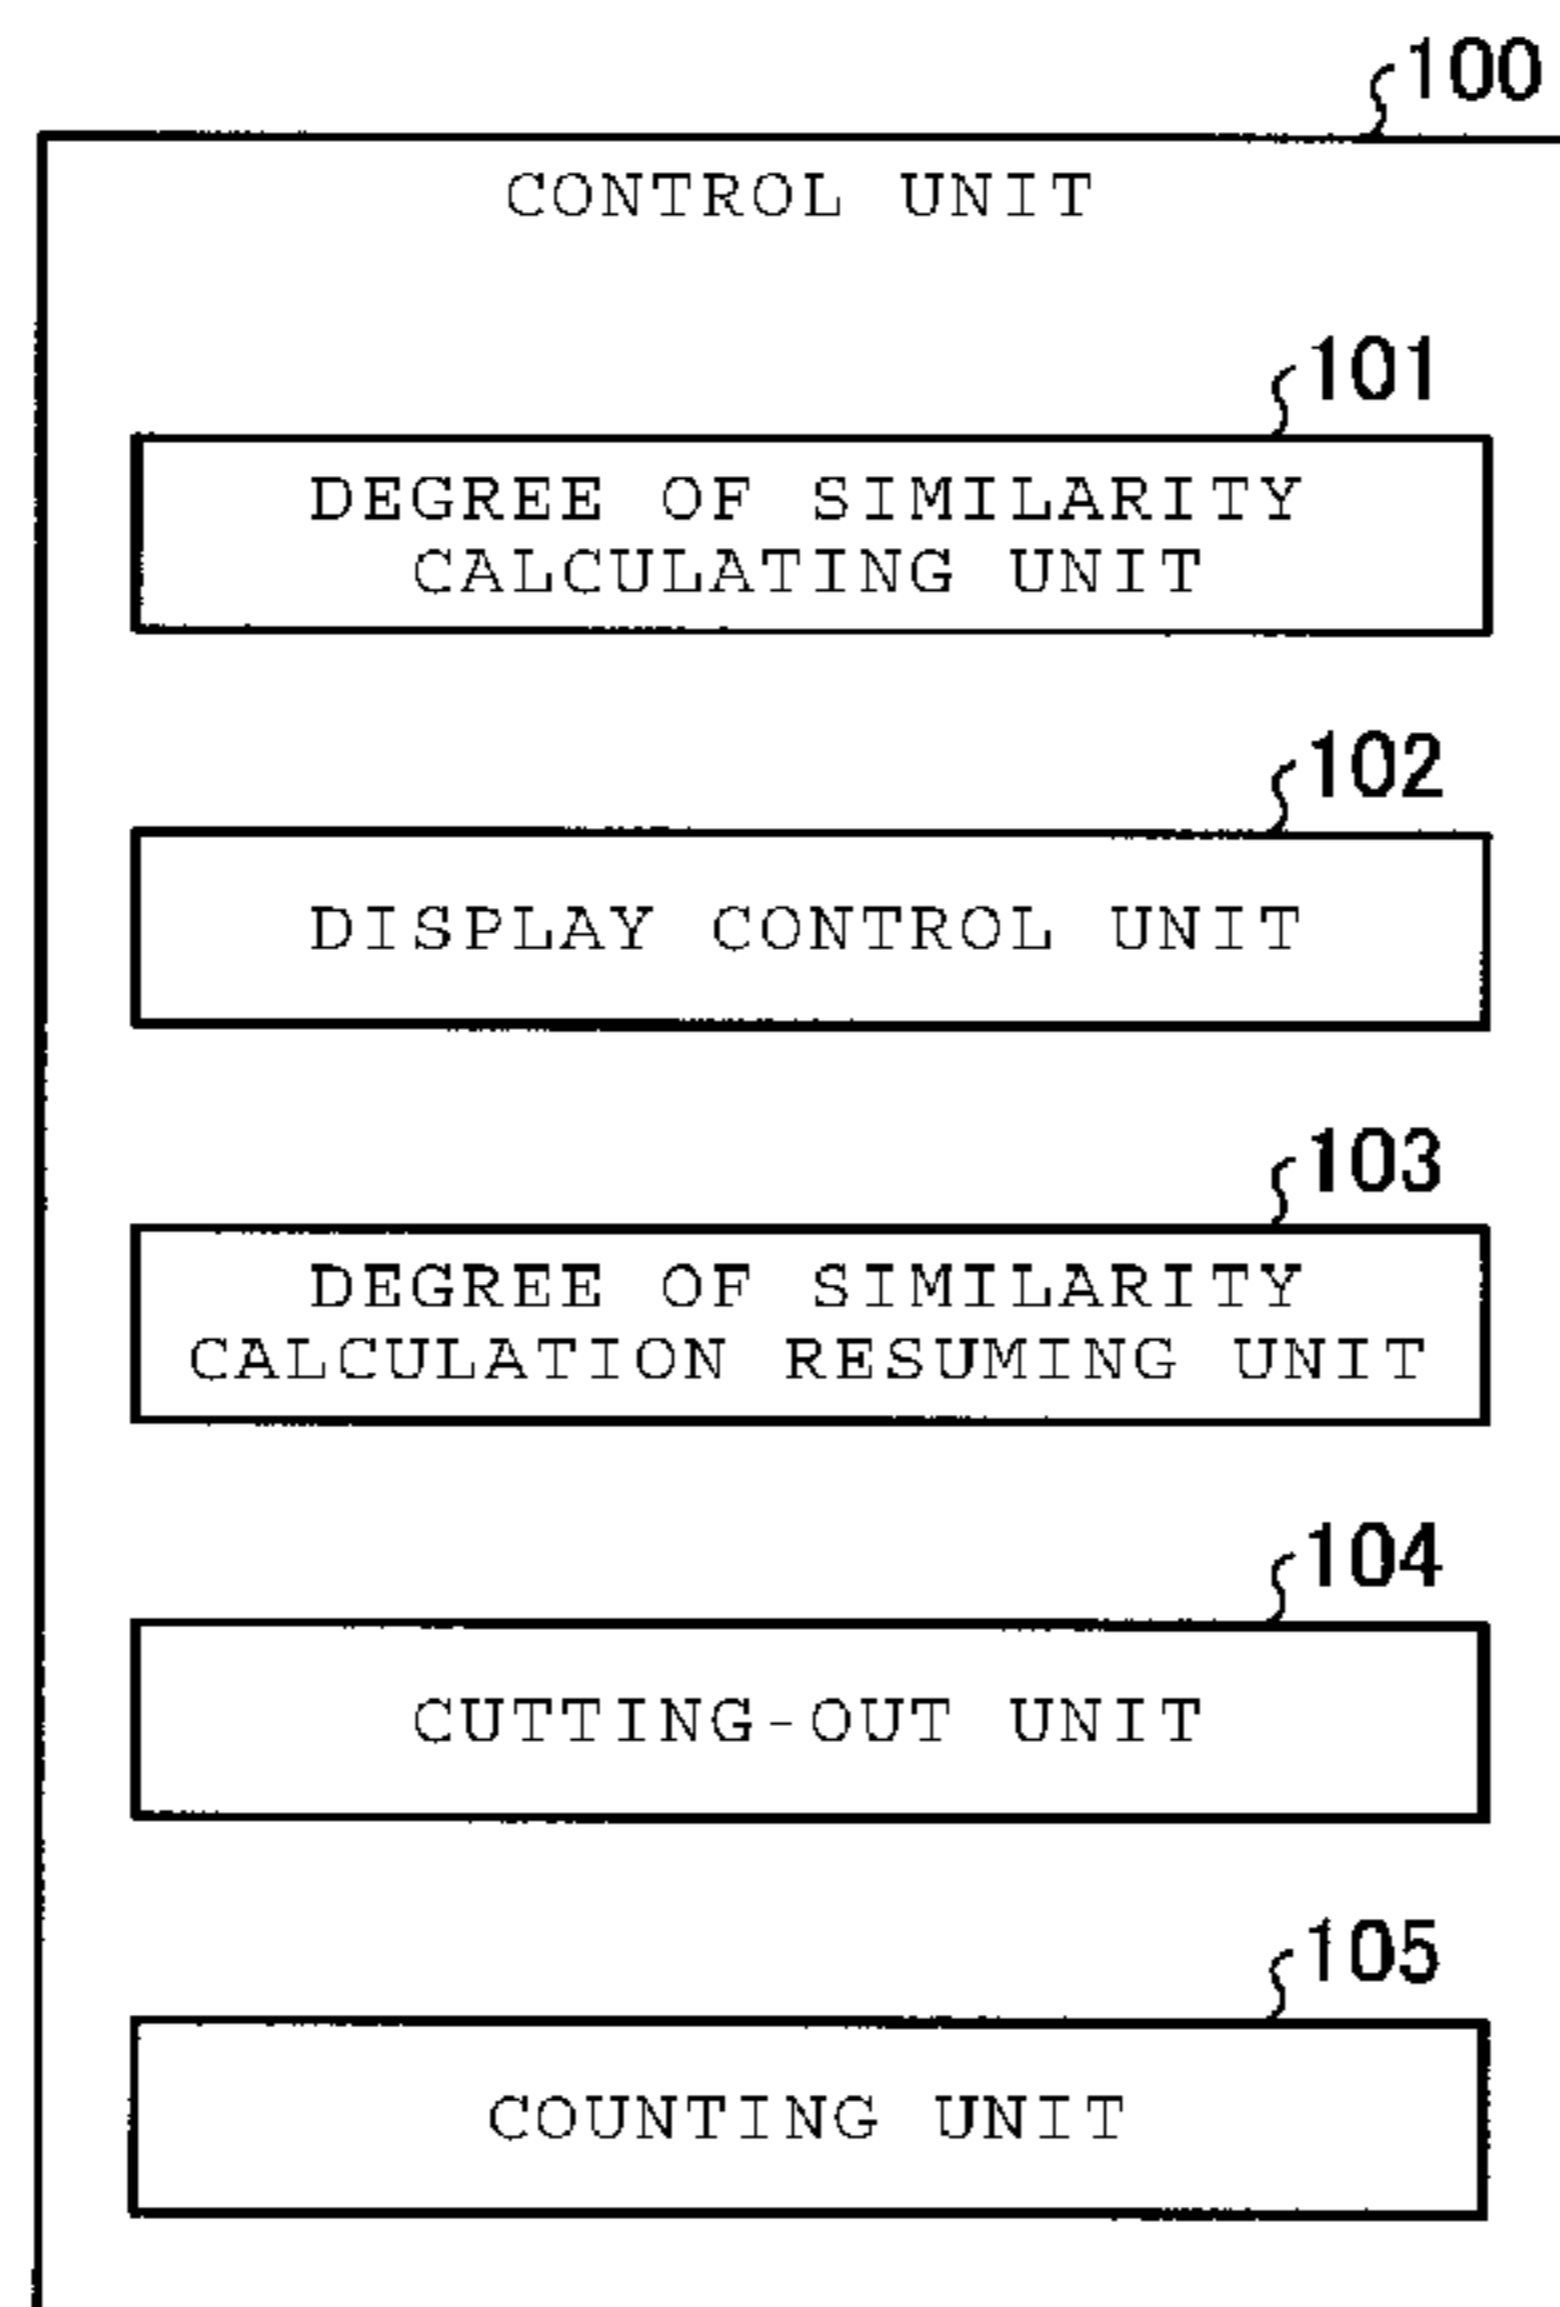 100
CONTROL UNIT
101
DEGREE OF SIMILARITY
CALCULATING UNIT
102
DISPLAY CONTROL UNIT
103
DEGREE OF SIMILARITY
CALCULATION RESUMING UNIT
104
CUTTING-OUT UNIT
105
COUNTING UNIT